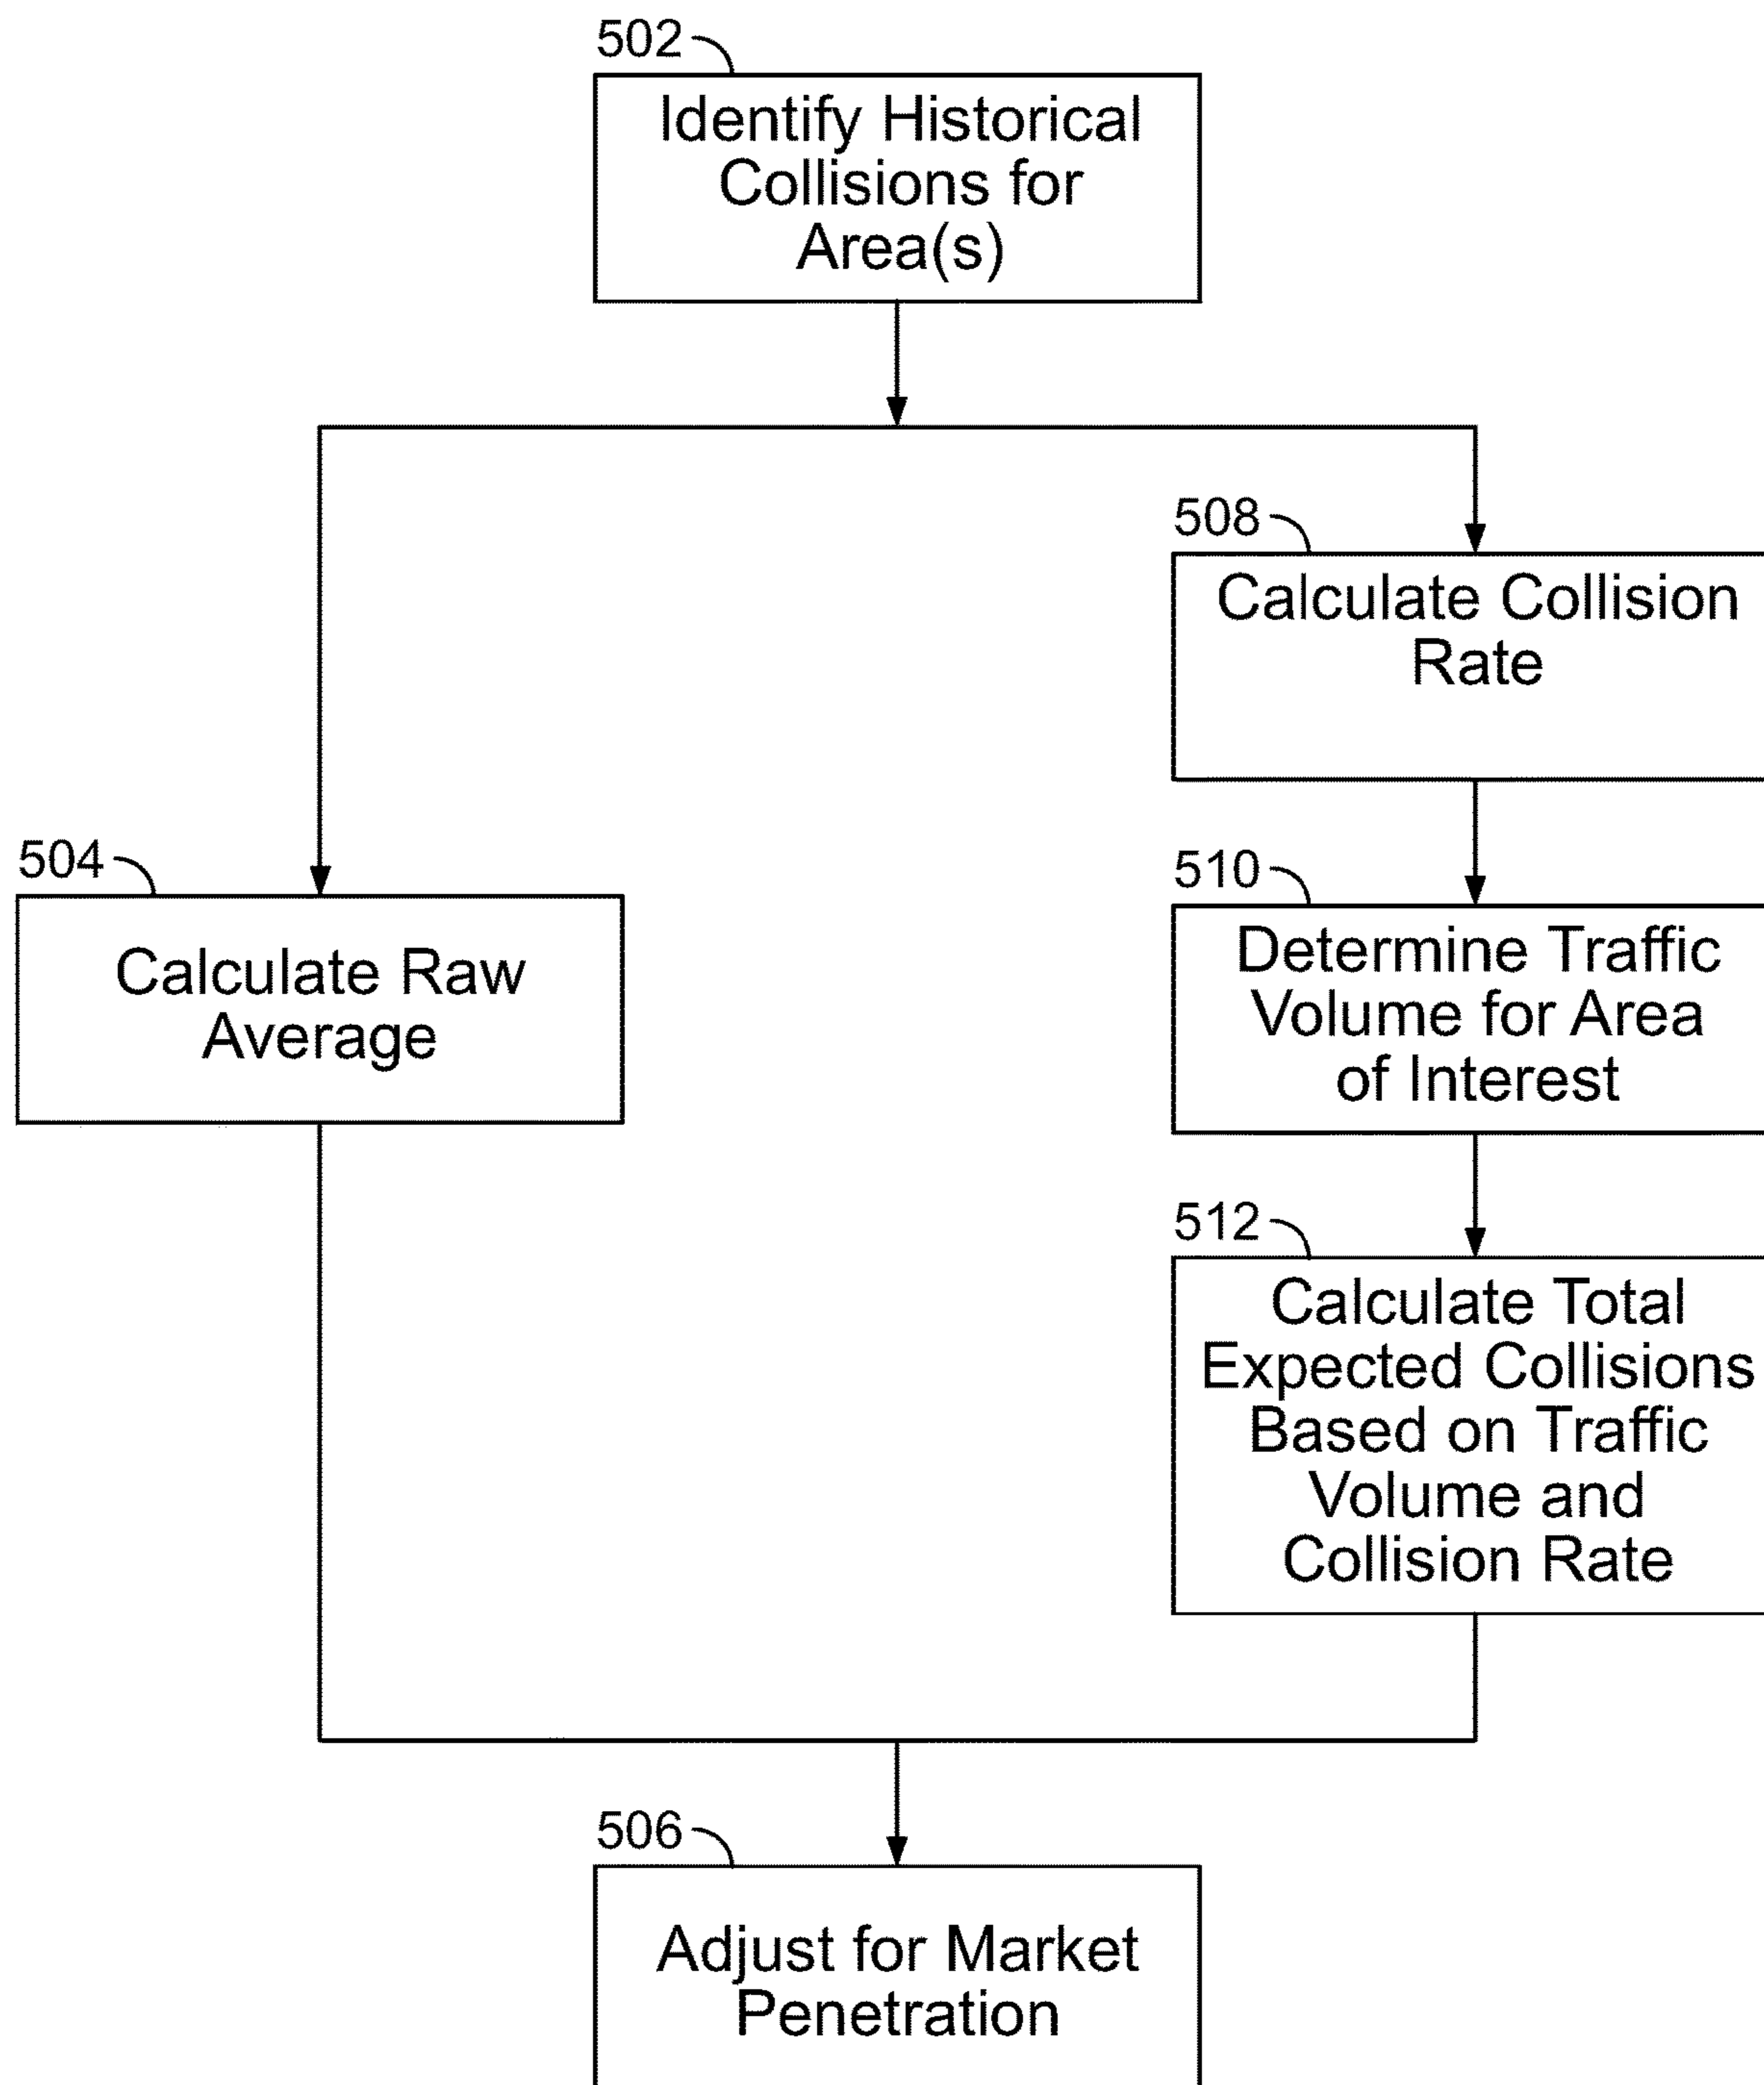 502
Identify Historical
Collisions for
Area(s)
508
Calculate Collision
Rate
504
Calculate Raw
Average
510
Determine Traffic
Volume for Area
of Interest
512
Calculate Total
Expected Collisions
Based on Traffic
Volume and
Collision Rate
506
Adjust for Market
Penetration